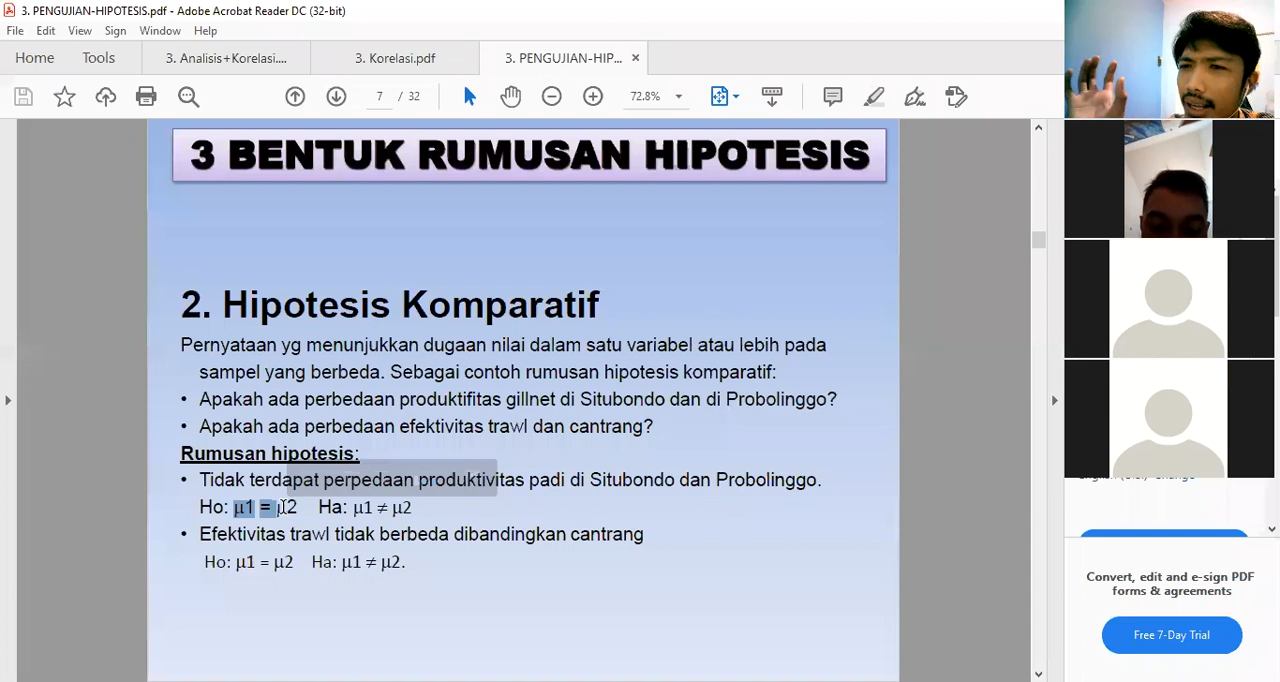 3. PENGUJIAN-HIPOTESIS.pdf - Adobe Acrobat Reader DC (32-bit)
File Edit View Sign Window Help
Home Tools 3. Analisis+Korelasi.... 3. Korelasi.pdf 3. PENGUJIAN-HIP... ×
7 / 32 72.8%
3 BENTUK RUMUSAN HIPOTESIS
2. Hipotesis Komparatif
Pernyataan yg menunjukkan dugaan nilai dalam satu variabel atau lebih pada
sampel yang berbeda. Sebagai contoh rumusan hipotesis komparatif:
• Apakah ada perbedaan produktifitas gillnet di Situbondo dan di Probolinggo?
• Apakah ada perbedaan efektivitas trawl dan cantrang?
Rumusan hipotesis:
• Tidak terdapat perpedaan produktivitas padi di Situbondo dan Probolinggo.
Ho: µ1 = µ2 Ha: µ1 ≠ µ2
• Efektivitas trawl tidak berbeda dibandingkan cantrang
Ho: µ1 = µ2 Ha: µ1 ≠ µ2.
Convert, edit and e-sign PDF
forms & agreements
Free 7-Day Trial